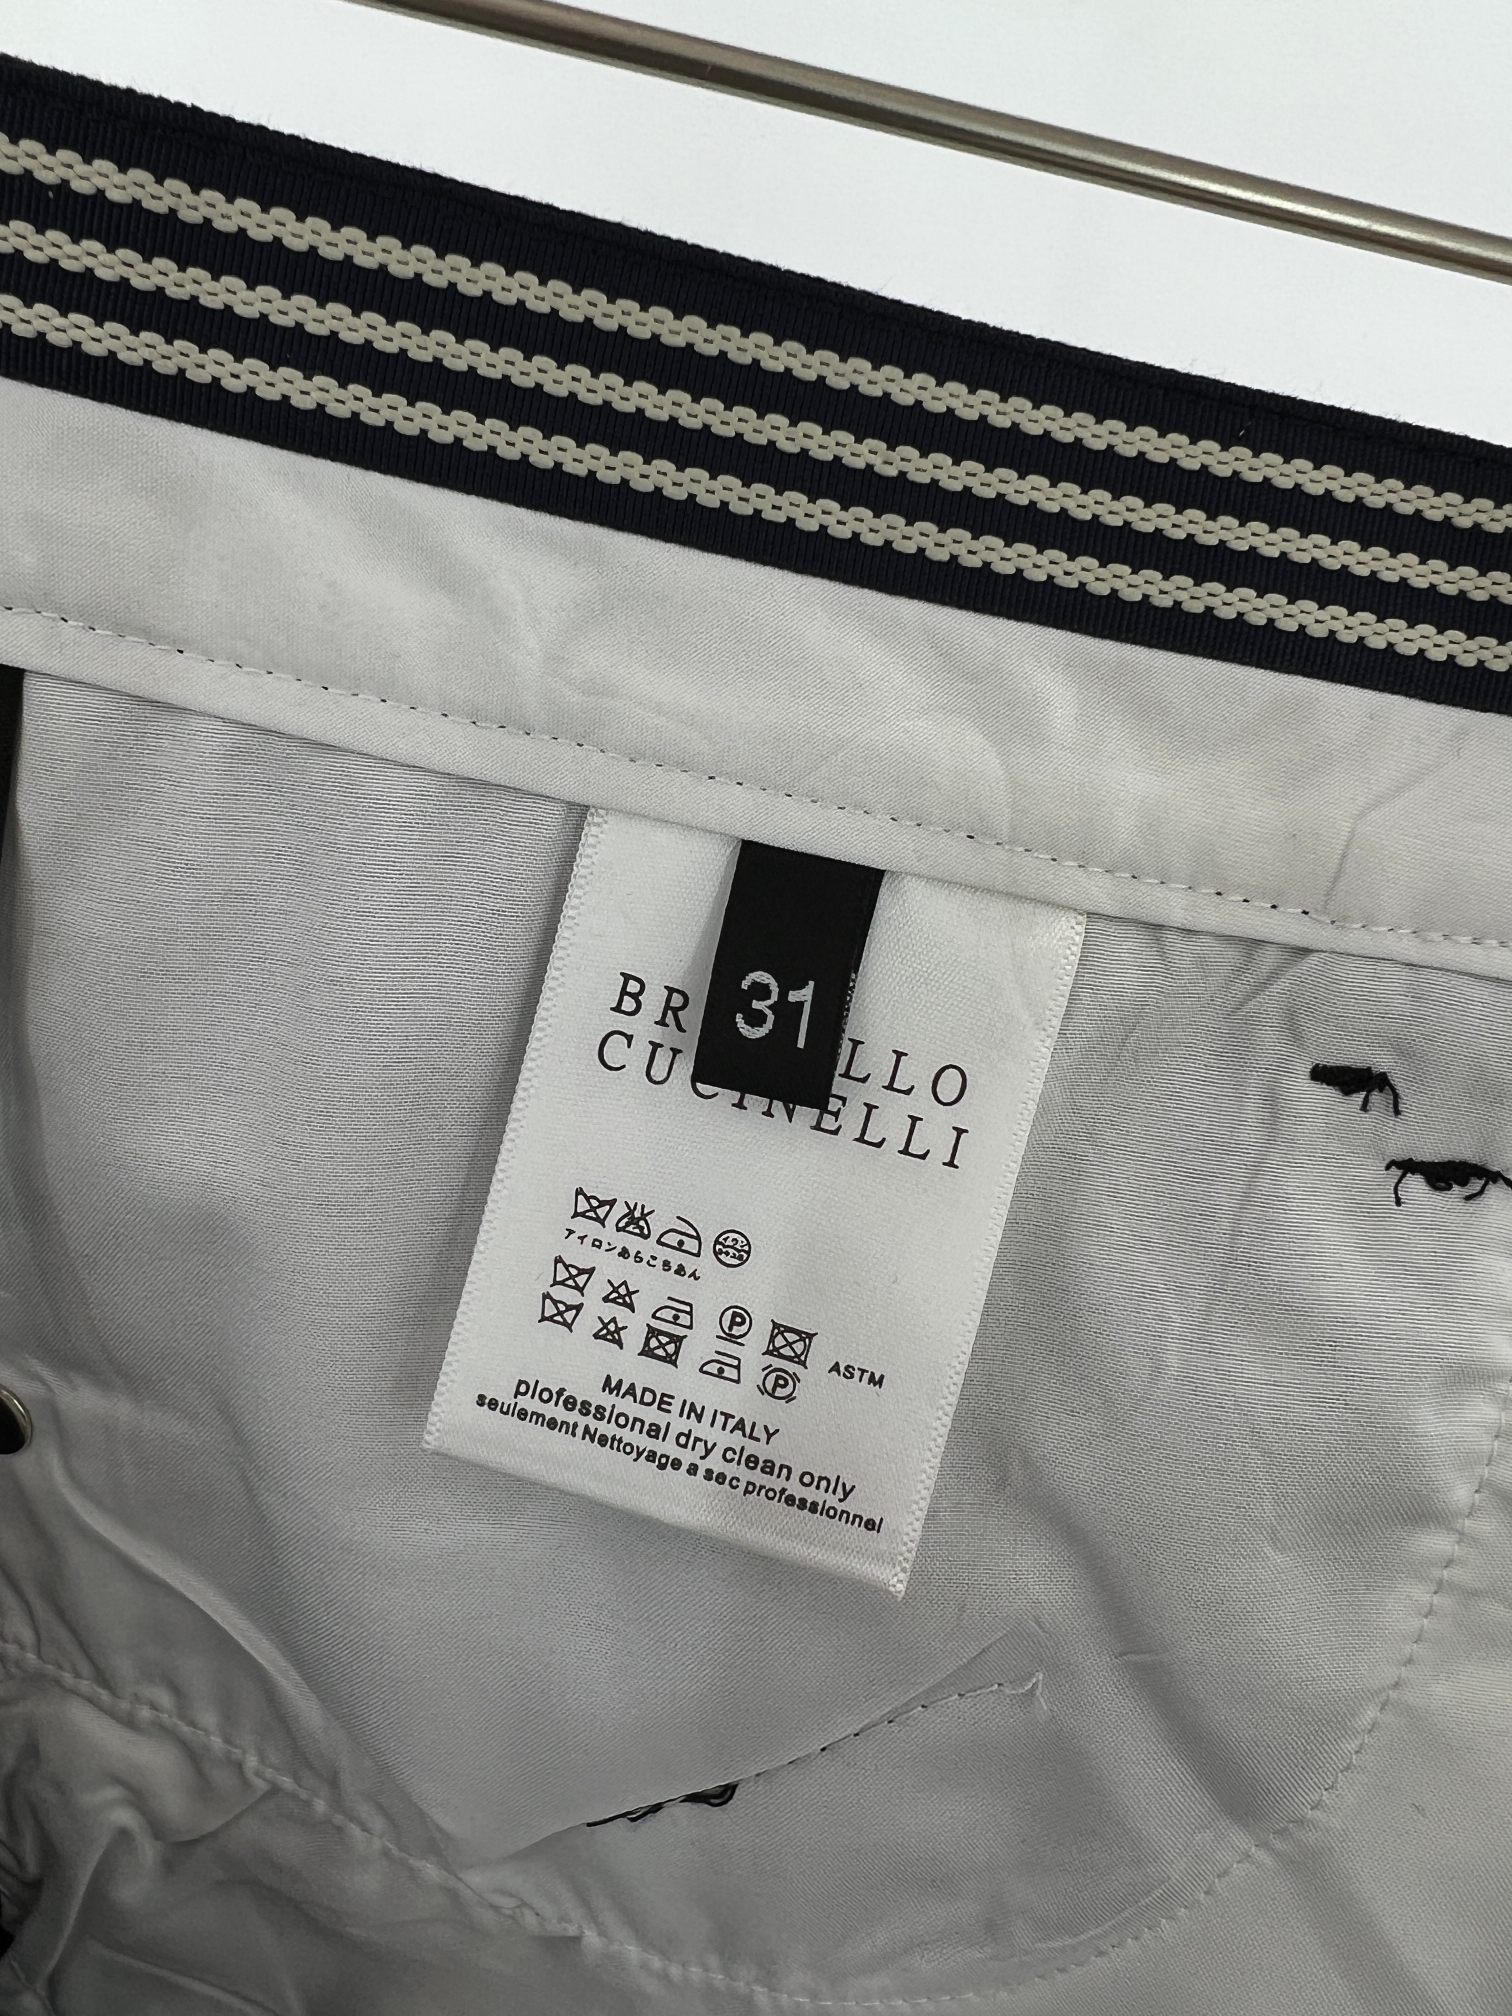 31
BR LLO
CUCINELLI
アイロンあらこちあん
P
ASTM
P
MADE IN ITALY
plofessional dry clean only
seulement Nettoyage a sec professionnel